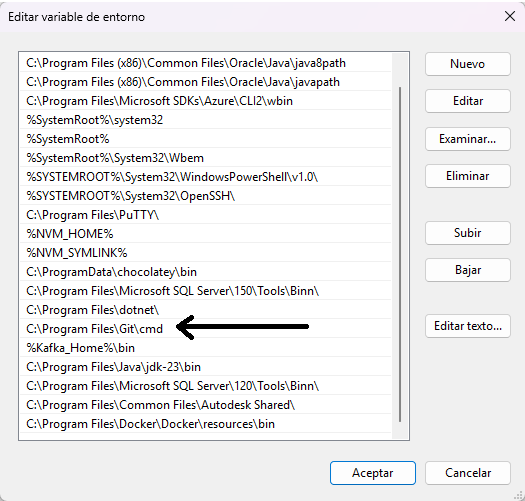 Editar variable de entorno
C:\Program Files (x86)\Common Files\Oracle\Java\java8path
C:\Program Files (x86)\Common Files\Oracle\Java\javapath
C:\Program Files\Microsoft SDKs\Azure\CLI2\wbin
%SystemRoot%\system32
%SystemRoot%
%SystemRoot%\System32\Wbem
%SYSTEMROOT%\System32\WindowsPowerShell\v1.0\
%SYSTEMROOT%\System32\OpenSSH\
C:\Program Files\PuTTY\
%NVM_HOME%
%NVM_SYMLINK%
C:\ProgramData\chocolatey\bin
C:\Program Files\Microsoft SQL Server\150\Tools\Binn\
C:\Program Files\dotnet\
C:\Program Files\Git\cmd
%Kafka_Home%\bin
C:\Program Files\Java\jdk-23\bin
C:\Program Files\Microsoft SQL Server\120\Tools\Binn\
C:\Program Files\Common Files\Autodesk Shared\
C:\Program Files\Docker\Docker\resources\bin
Nuevo
Editar
Examinar...
Eliminar
Subir
Bajar
Editar texto...
Aceptar
Cancelar